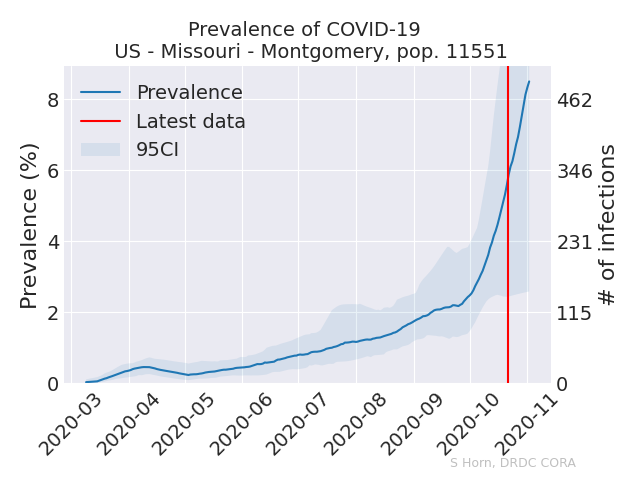 Prevalence of COVID-19
US - Missouri - Montgomery, pop. 11551
Prevalence
Latest data
95CI
Prevalence (%)
8
6
4
2
0
462
346
231
115
0
# of infections
2020-03
2020-04
2020-05
2020-06
2020-07
2020-08
2020-09
2020-10
2020-11
S Horn, DRDC CORA